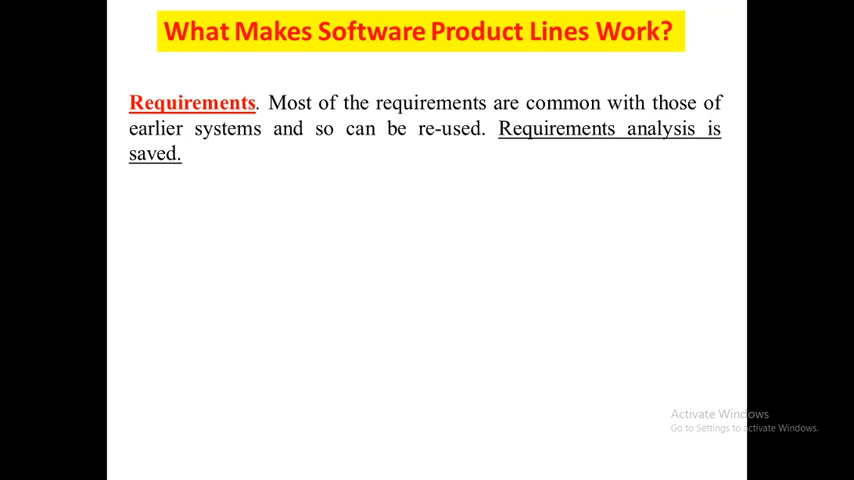 What Makes Software Product Lines Work?
Requirements. Most of the requirements are common with those of
earlier systems and so can be re-used. Requirements analysis is
saved.
Activate Windows
Go to Settings to activate Windows.